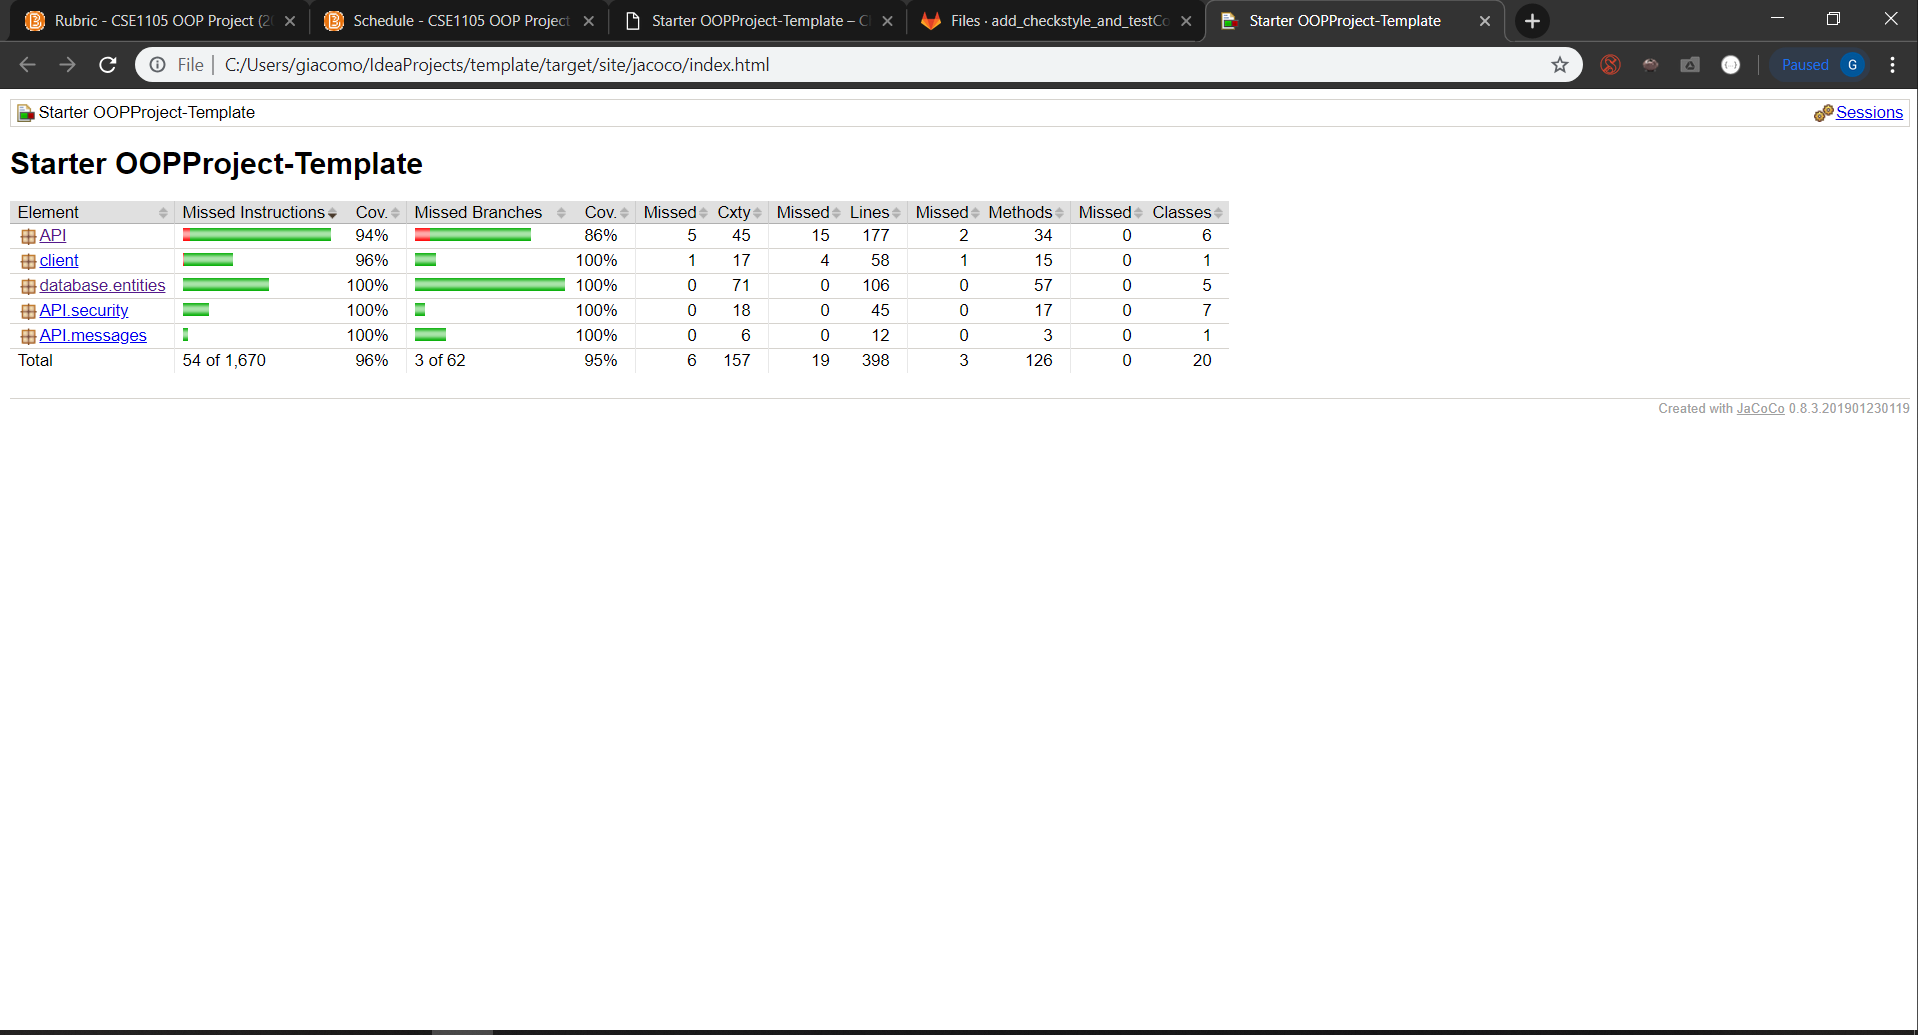 Rubric - CSE1105 OOP Project (20 Schedule - CSE1105 OOP Project Starter OOPProject-Template – Cl Files · add_checkstyle_and_testCo Starter OOPProject-Template
File C:/Users/giacomo/IdeaProjects/template/target/site/jacoco/index.html Paused G
Starter OOPProject-Template Sessions
Starter OOPProject-Template
Element Missed Instructions Cov. Missed Branches Cov. Missed Cxty Missed Lines Missed Methods Missed Classes
API 94% 86% 5 45 15 177 2 34 0 6
client 96% 100% 1 17 4 58 1 15 0 1
database.entities 100% 100% 0 71 0 106 0 57 0 5
API.security 100% 100% 0 18 0 45 0 17 0 7
API.messages 100% 100% 0 6 0 12 0 3 0 1
Total 54 of 1,670 96% 3 of 62 95% 6 157 19 398 3 126 0 20
Created with JaCoCo 0.8.3.201901230119